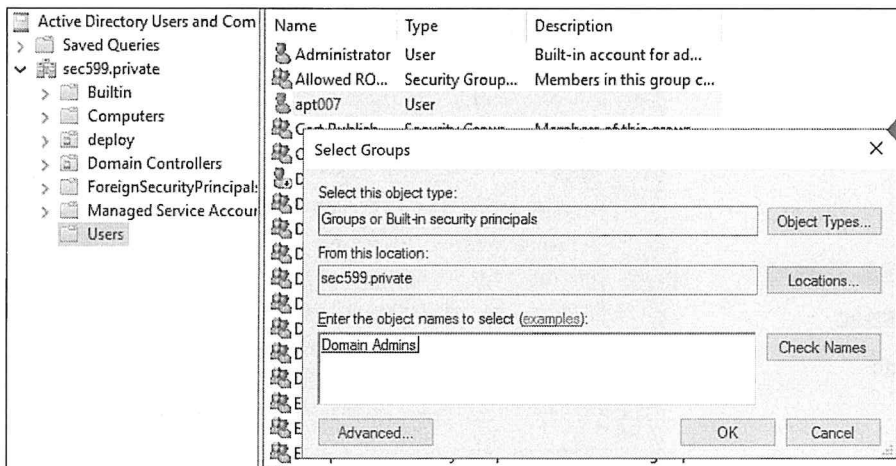 Active Directory Users and Com
Saved Queries
sec599.private
Builtin
Computers
deploy
Domain Controllers
ForeignSecurityPrincipals
Managed Service Accour
Users
Name Type Description
Administrator User Built-in account for ad...
Allowed RO... Security Group... Members in this group c...
apt007 User
Select Groups
Select this object type:
Groups or Built-in security principals
Object Types...
From this location:
sec599.private
Locations...
Enter the object names to select (examples):
Domain Admins
Check Names
Advanced...
OK
Cancel